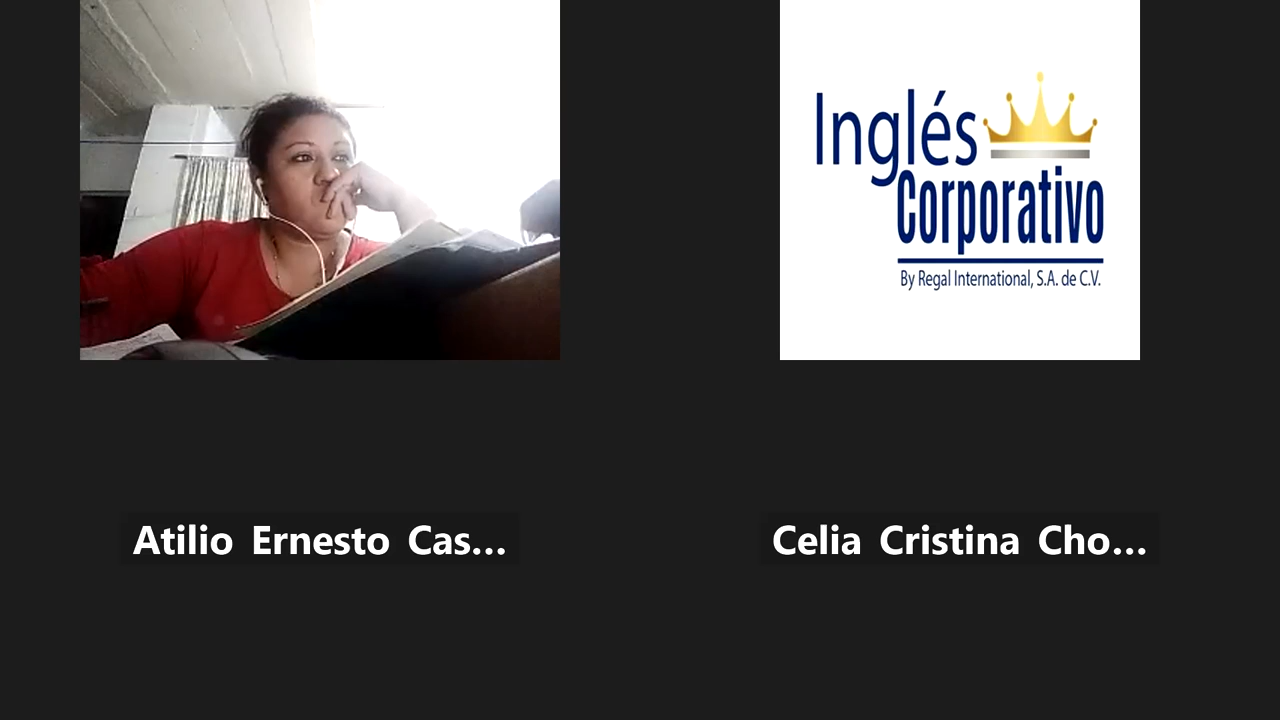 Inglés
Corporativo
By Regal International, S.A. de C.V.
Atilio Ernesto Cas...
Celia Cristina Cho...